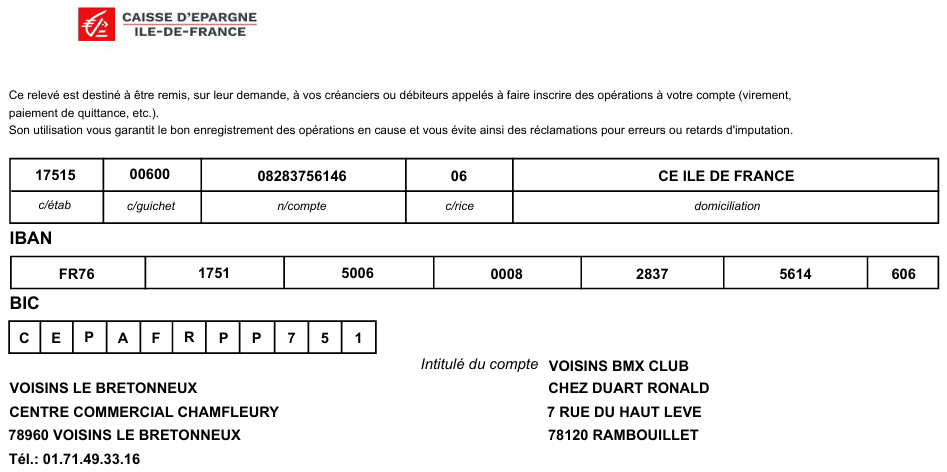 CAISSE D'EPARGNE
ILE-DE-FRANCE
Ce relevé est destiné à être remis, sur leur demande, à vos créanciers ou débiteurs appelés à faire inscrire des opérations à votre compte (virement,
paiement de quittance, etc.).
Son utilisation vous garantit le bon enregistrement des opérations en cause et vous évite ainsi des réclamations pour erreurs ou retards d'imputation.
17515 00600 08283756146 06 CE ILE DE FRANCE
c/étab c/guichet n/compte c/rice domiciliation
IBAN
FR76 1751 5006 0008 2837 5614 606
BIC
C E P A F R P P 7 5 1
Intitulé du compte VOISINS BMX CLUB
VOISINS LE BRETONNEUX CHEZ DUART RONALD
CENTRE COMMERCIAL CHAMFLEURY 7 RUE DU HAUT LEVE
78960 VOISINS LE BRETONNEUX 78120 RAMBOUILLET
Tél.: 01.71.49.33.16